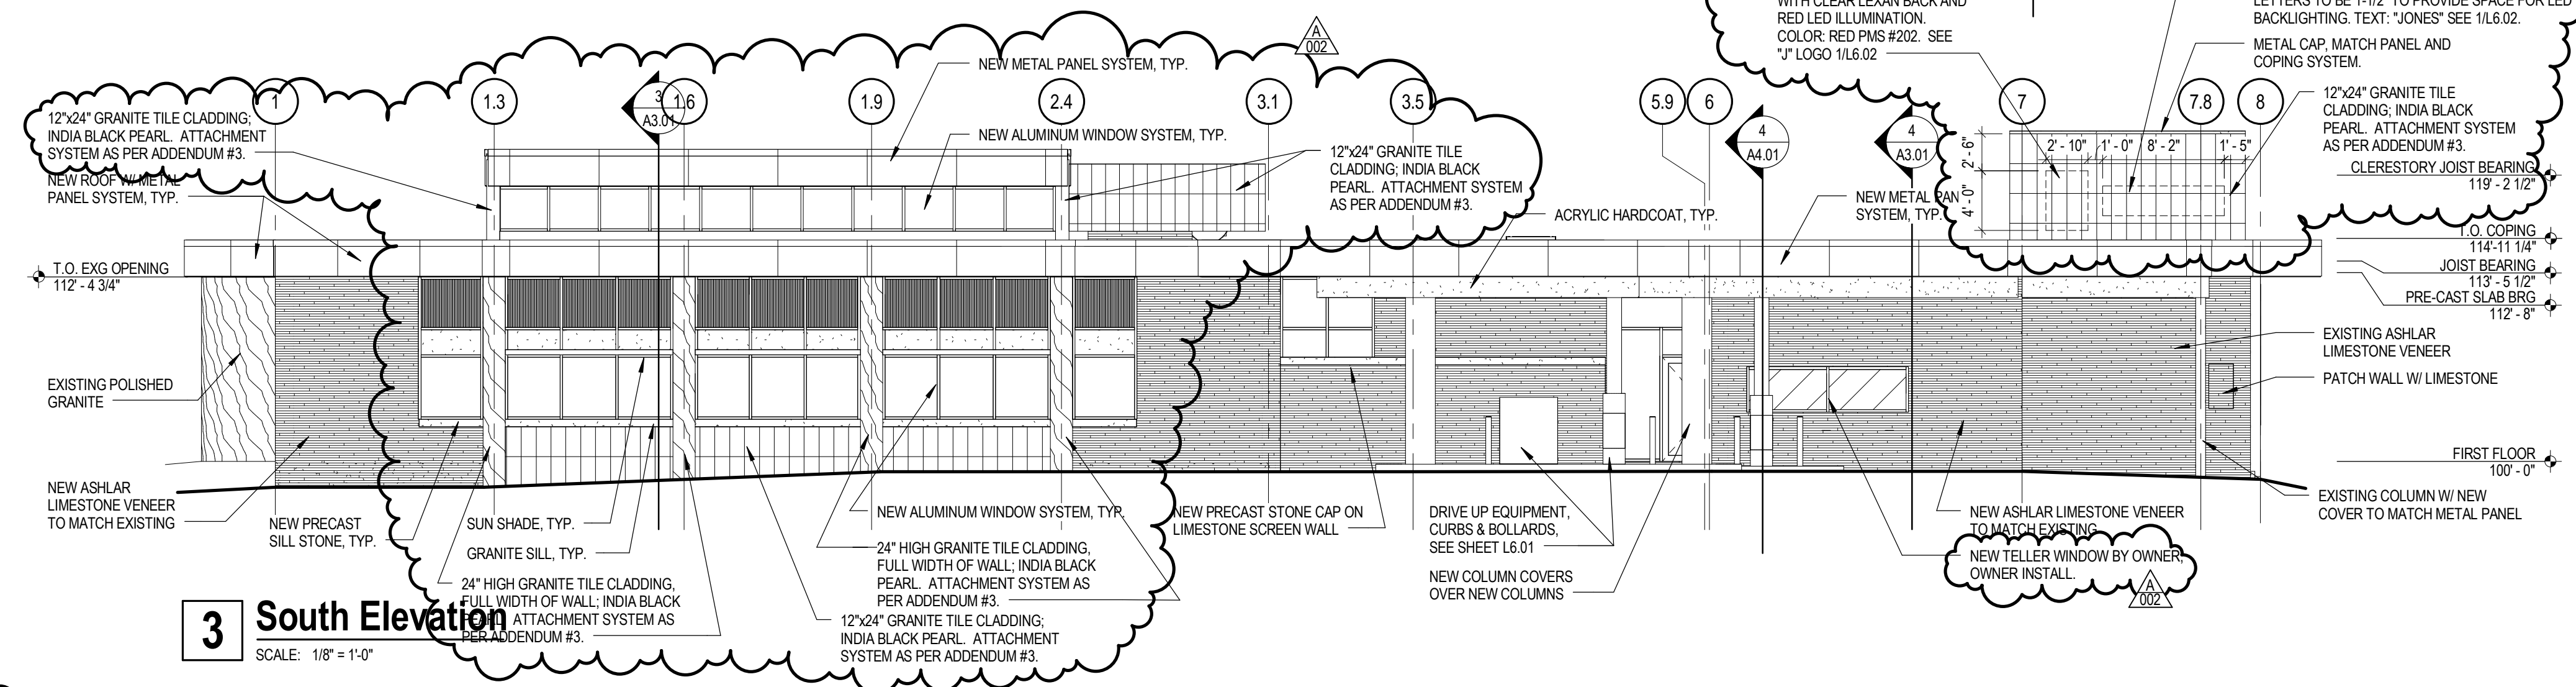 WITH CLEAR LEXAN BACK AND
RED LED ILLUMINATION.
COLOR: RED PMS #202. SEE
"J" LOGO 1/L6.02
LETTERS TO BE 1-1/2" TO PROVIDE SPACE FOR LED
BACKLIGHTING. TEXT: "JONES" SEE 1/L6.02.
METAL CAP, MATCH PANEL AND
COPING SYSTEM.
12"x24" GRANITE TILE
CLADDING; INDIA BLACK
PEARL. ATTACHMENT SYSTEM
AS PER ADDENDUM #3.
A
002
NEW METAL PANEL SYSTEM, TYP.
1
1.3
3
A3.01
1.6
1.9
2.4
3.1
3.5
5.9
6
4
A4.01
4
A3.01
7
7.8
8
12"x24" GRANITE TILE CLADDING;
INDIA BLACK PEARL. ATTACHMENT
SYSTEM AS PER ADDENDUM #3.
NEW ALUMINUM WINDOW SYSTEM, TYP.
12"x24" GRANITE TILE
CLADDING; INDIA BLACK
PEARL. ATTACHMENT SYSTEM
AS PER ADDENDUM #3.
2' - 6"
4' - 0"
2' - 10"
1' - 0"
8' - 2"
1' - 5"
NEW ROOF W/ METAL
PANEL SYSTEM, TYP.
ACRYLIC HARDCOAT, TYP.
NEW METAL PAN
SYSTEM, TYP.
CLERESTORY JOIST BEARING
119' - 2 1/2"
T.O. COPING
114'-11 1/4"
JOIST BEARING
113' - 5 1/2"
PRE-CAST SLAB BRG
112' - 8"
T.O. EXG OPENING
112' - 4 3/4"
EXISTING ASHLAR
LIMESTONE VENEER
PATCH WALL W/ LIMESTONE
EXISTING POLISHED
GRANITE
FIRST FLOOR
100' - 0"
NEW ASHLAR
LIMESTONE VENEER
TO MATCH EXISTING
NEW PRECAST
SILL STONE, TYP.
SUN SHADE, TYP.
GRANITE SILL, TYP.
24" HIGH GRANITE TILE CLADDING,
FULL WIDTH OF WALL; INDIA BLACK
PEARL. ATTACHMENT SYSTEM AS
PER ADDENDUM #3.
NEW ALUMINUM WINDOW SYSTEM, TYP.
24" HIGH GRANITE TILE CLADDING,
FULL WIDTH OF WALL; INDIA BLACK
PEARL. ATTACHMENT SYSTEM AS
PER ADDENDUM #3.
12"x24" GRANITE TILE CLADDING;
INDIA BLACK PEARL. ATTACHMENT
SYSTEM AS PER ADDENDUM #3.
NEW PRECAST STONE CAP ON
LIMESTONE SCREEN WALL
DRIVE UP EQUIPMENT,
CURBS & BOLLARDS,
SEE SHEET L6.01
NEW COLUMN COVERS
OVER NEW COLUMNS
NEW ASHLAR LIMESTONE VENEER
TO MATCH EXISTING
NEW TELLER WINDOW BY OWNER,
OWNER INSTALL.
A
002
EXISTING COLUMN W/ NEW
COVER TO MATCH METAL PANEL
3
South Elevation
SCALE: 1/8" = 1'-0"